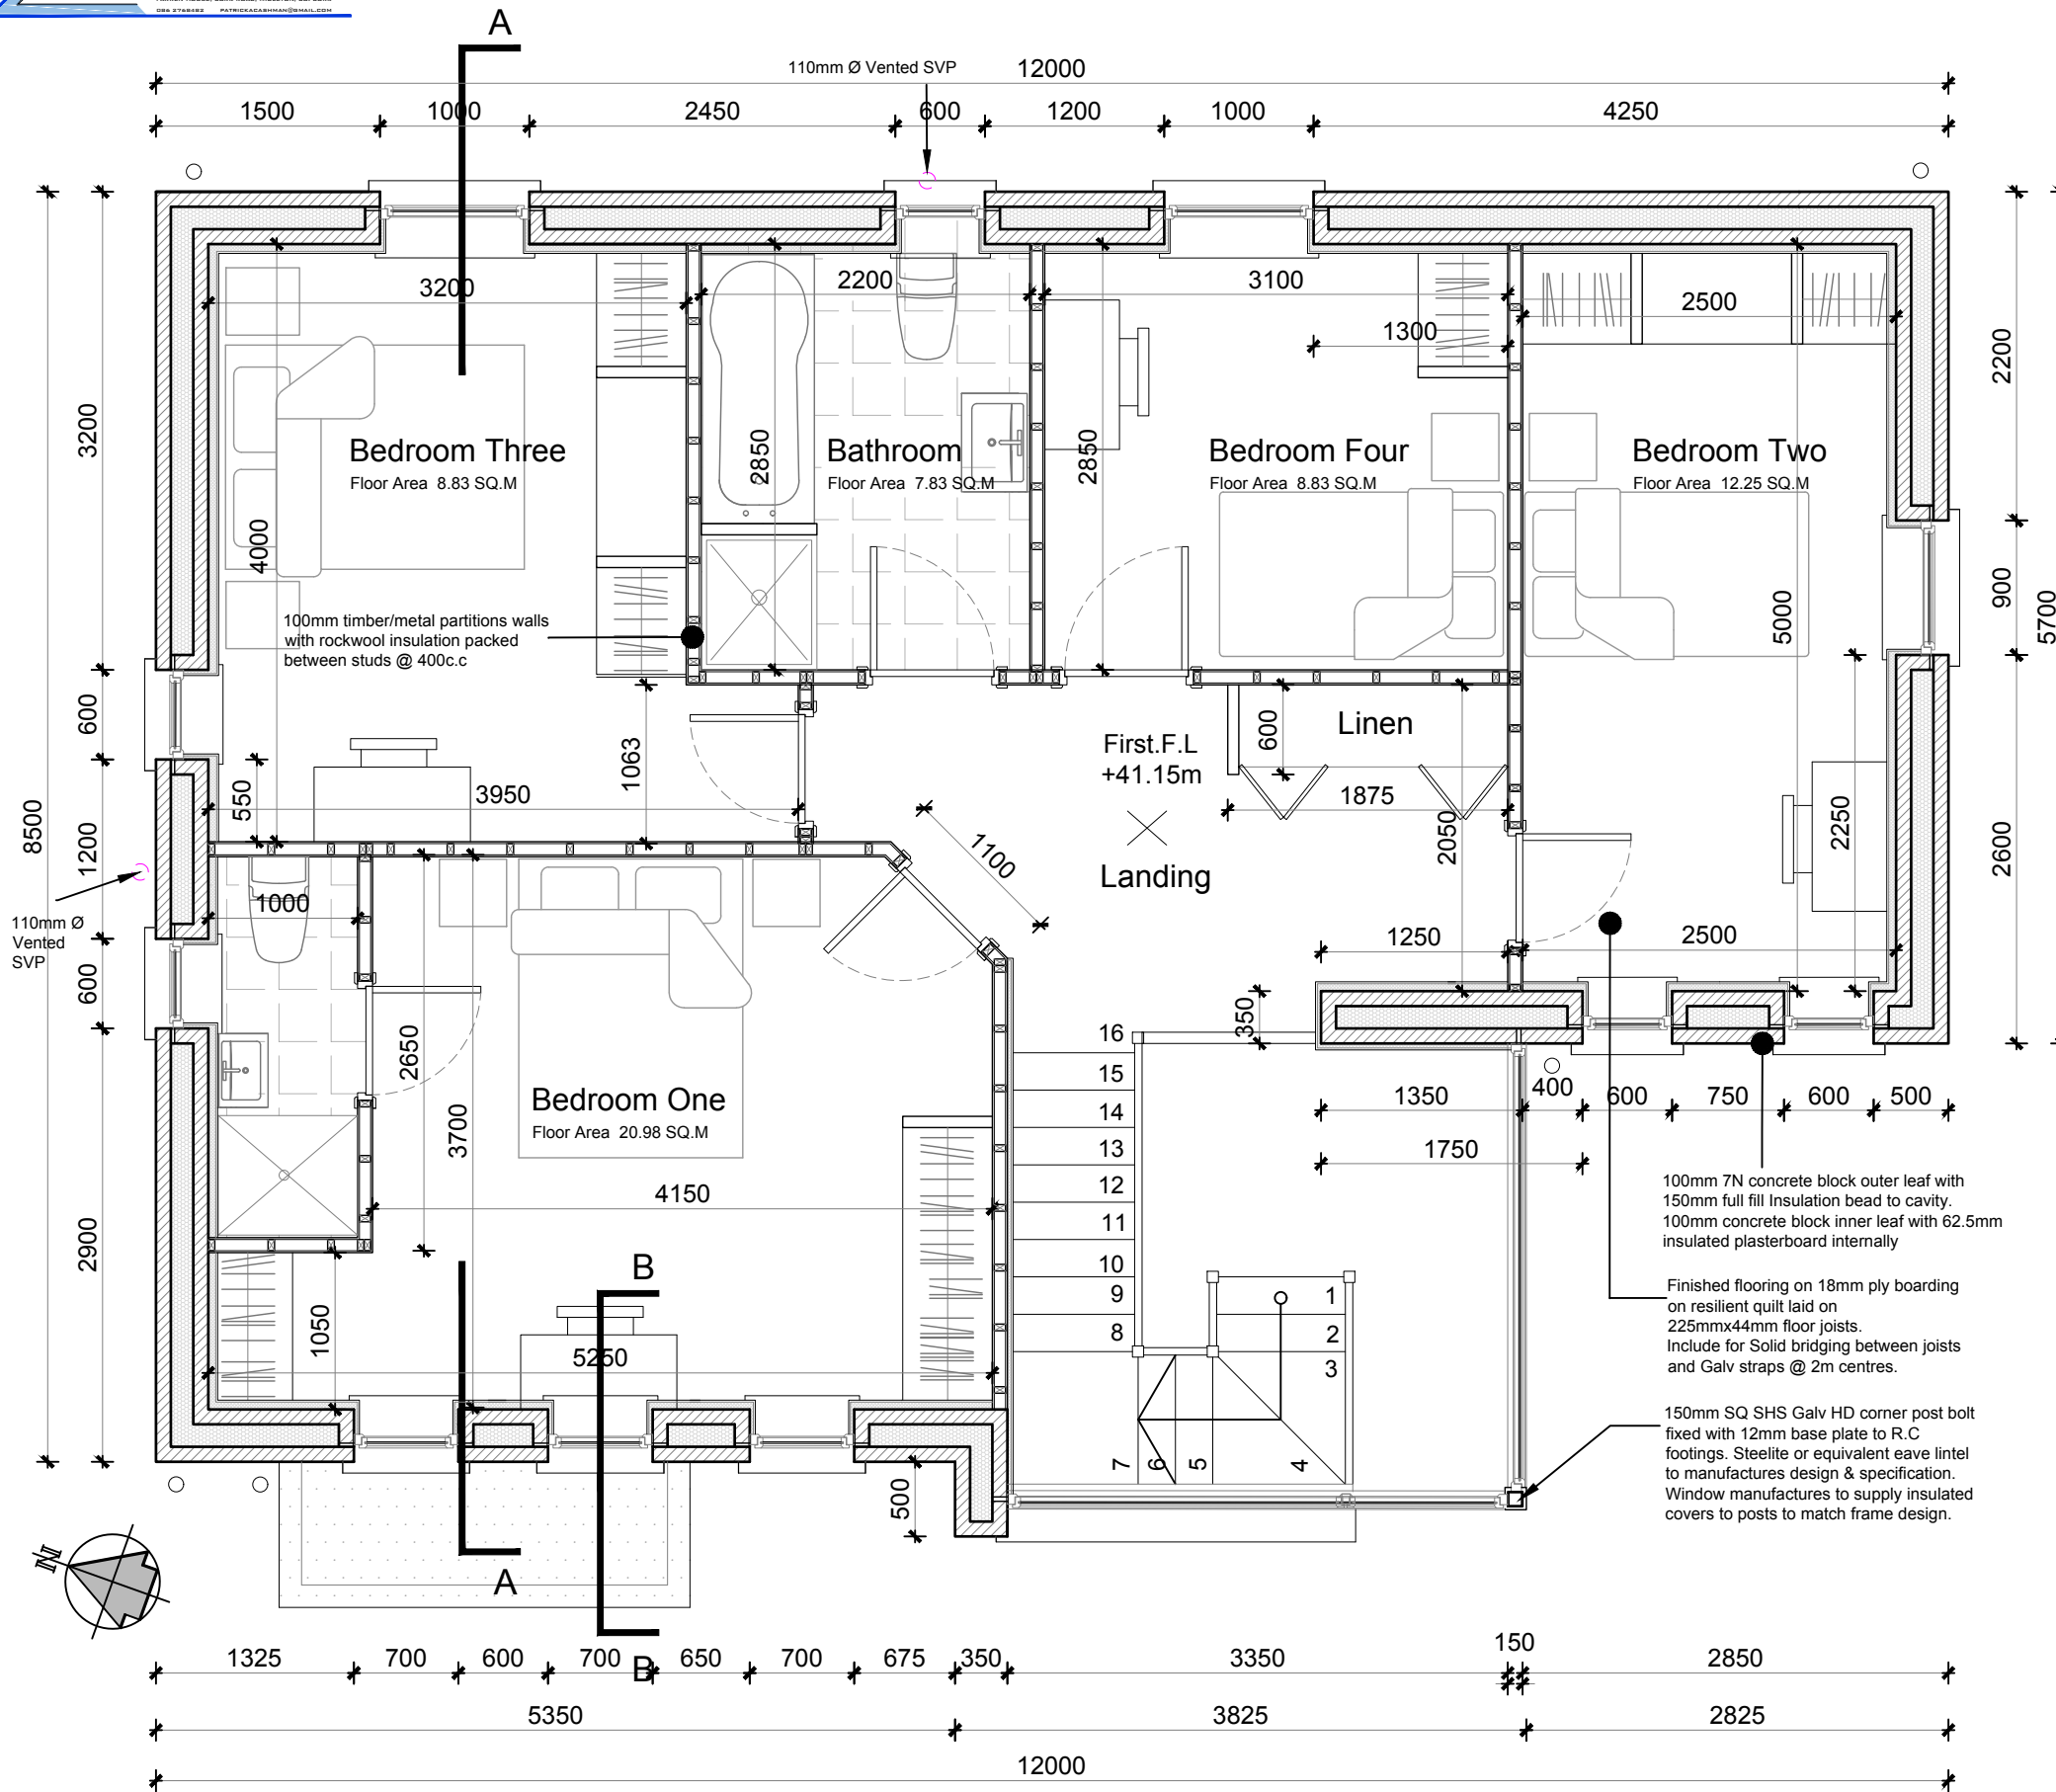 086 2768482 PATRICKACASHMAN@GMAIL.COM
A
110mm Ø Vented SVP
12000
1500
1000
2450
600
1200
1000
4250
3200
2200
3100
2500
1300
3200
2850
2850
2200
Bedroom Three
Floor Area 8.83 SQ.M
Bathroom
Floor Area 7.83 SQ.M
Bedroom Four
Floor Area 8.83 SQ.M
Bedroom Two
Floor Area 12.25 SQ.M
4000
5000
900
5700
100mm timber/metal partitions walls
with rockwool insulation packed
between studs @ 400c.c
600
1063
600
Linen
First.F.L
+41.15m
550
3950
1875
8500
1200
2050
2250
2600
1100
Landing
1000
110mm Ø
Vented
SVP
1250
2500
600
350
16
15
14
13
12
11
10
9
8
7
6
5
4
3
2
1
2650
3700
Bedroom One
Floor Area 20.98 SQ.M
1350
400
600
750
600
500
1750
4150
2900
100mm 7N concrete block outer leaf with
150mm full fill Insulation bead to cavity.
100mm concrete block inner leaf with 62.5mm
insulated plasterboard internally
B
Finished flooring on 18mm ply boarding
on resilient quilt laid on
225mmx44mm floor joists.
Include for Solid bridging between joists
and Galv straps @ 2m centres.
1050
5250
150mm SQ SHS Galv HD corner post bolt
fixed with 12mm base plate to R.C
footings. Steelite or equivalent eave lintel
to manufactures design & specification.
Window manufactures to supply insulated
covers to posts to match frame design.
500
N
A
B
1325
700
600
700
650
700
675
350
3350
150
2850
5350
3825
2825
12000